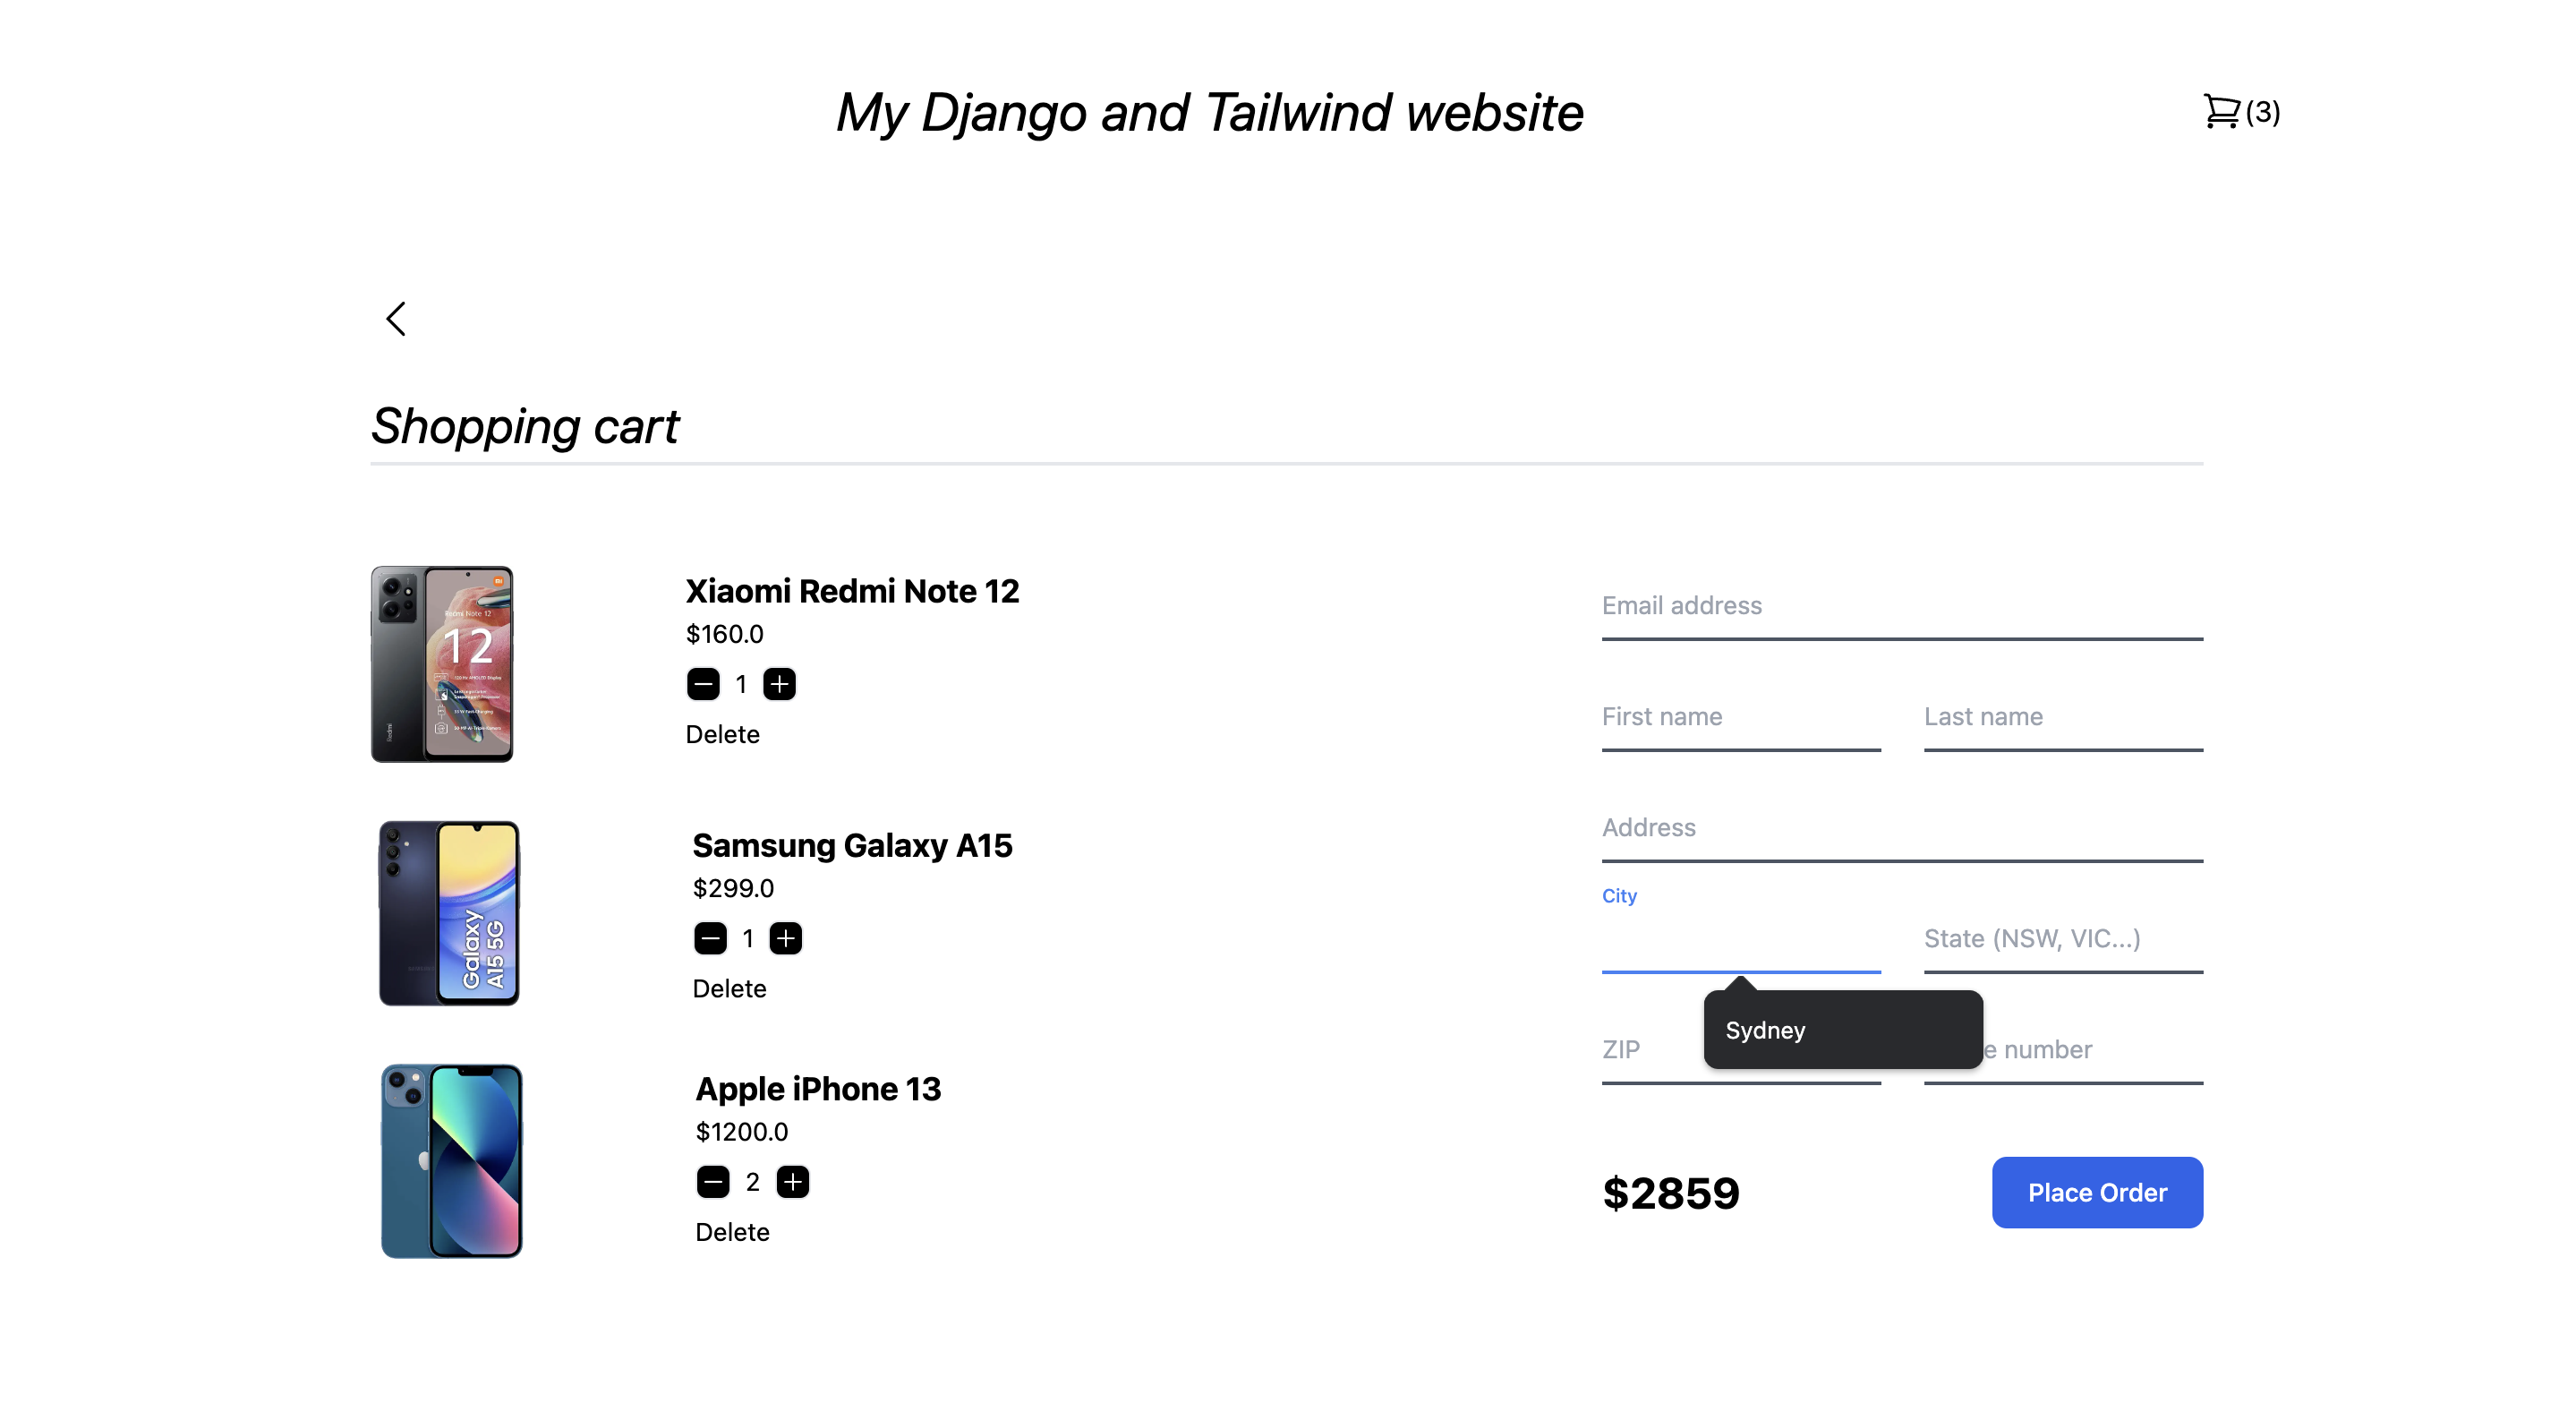 My Django and Tailwind website
(3)
Shopping cart
Redmi Note 12
12
Redmi
Xiaomi Redmi Note 12
$160.0
1
Delete
Galaxy
A15 5G
Samsung Galaxy A15
$299.0
1
Delete
Apple iPhone 13
$1200.0
2
Delete
Email address
First name
Last name
Address
City
State (NSW, VIC...)
Sydney
ZIP
e number
$2859
Place Order